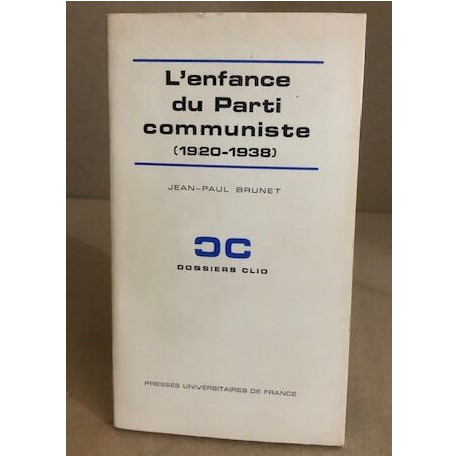 L'enfance
du Parti
communiste
(1920-1938)
JEAN-PAUL BRUNET
DOSSIERS CLIO
PRESSES UNIVERSITAIRES DE FRANCE